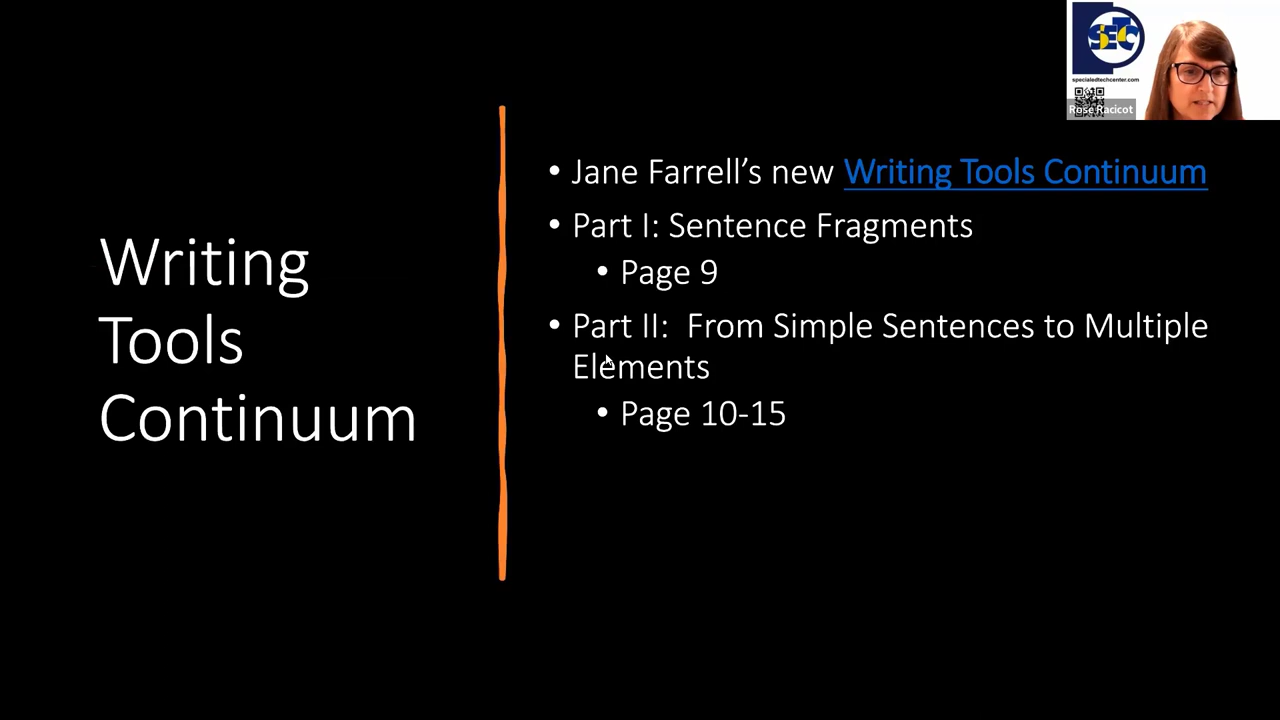 Writing
Tools
Continuum
• Jane Farrell’s new Writing Tools Continuum
• Part I: Sentence Fragments
• Page 9
• Part II:  From Simple Sentences to Multiple
Elements
• Page 10-15
SETC
specialedtechcenter.com
Rose Racicot